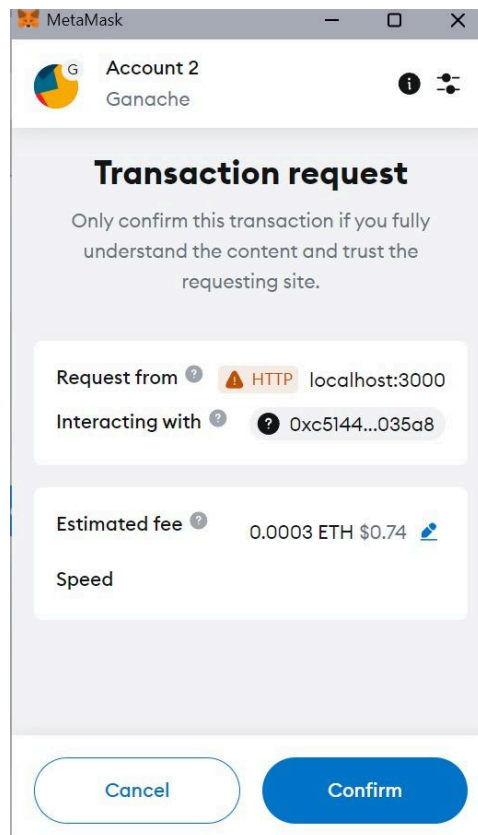 MetaMask
G
Account 2
Ganache
Transaction request
Only confirm this transaction if you fully
understand the content and trust the
requesting site.
Request from ? HTTP localhost:3000
Interacting with ? ? 0xc5144...035a8
Estimated fee ? 0.0003 ETH $0.74
Speed
Cancel
Confirm